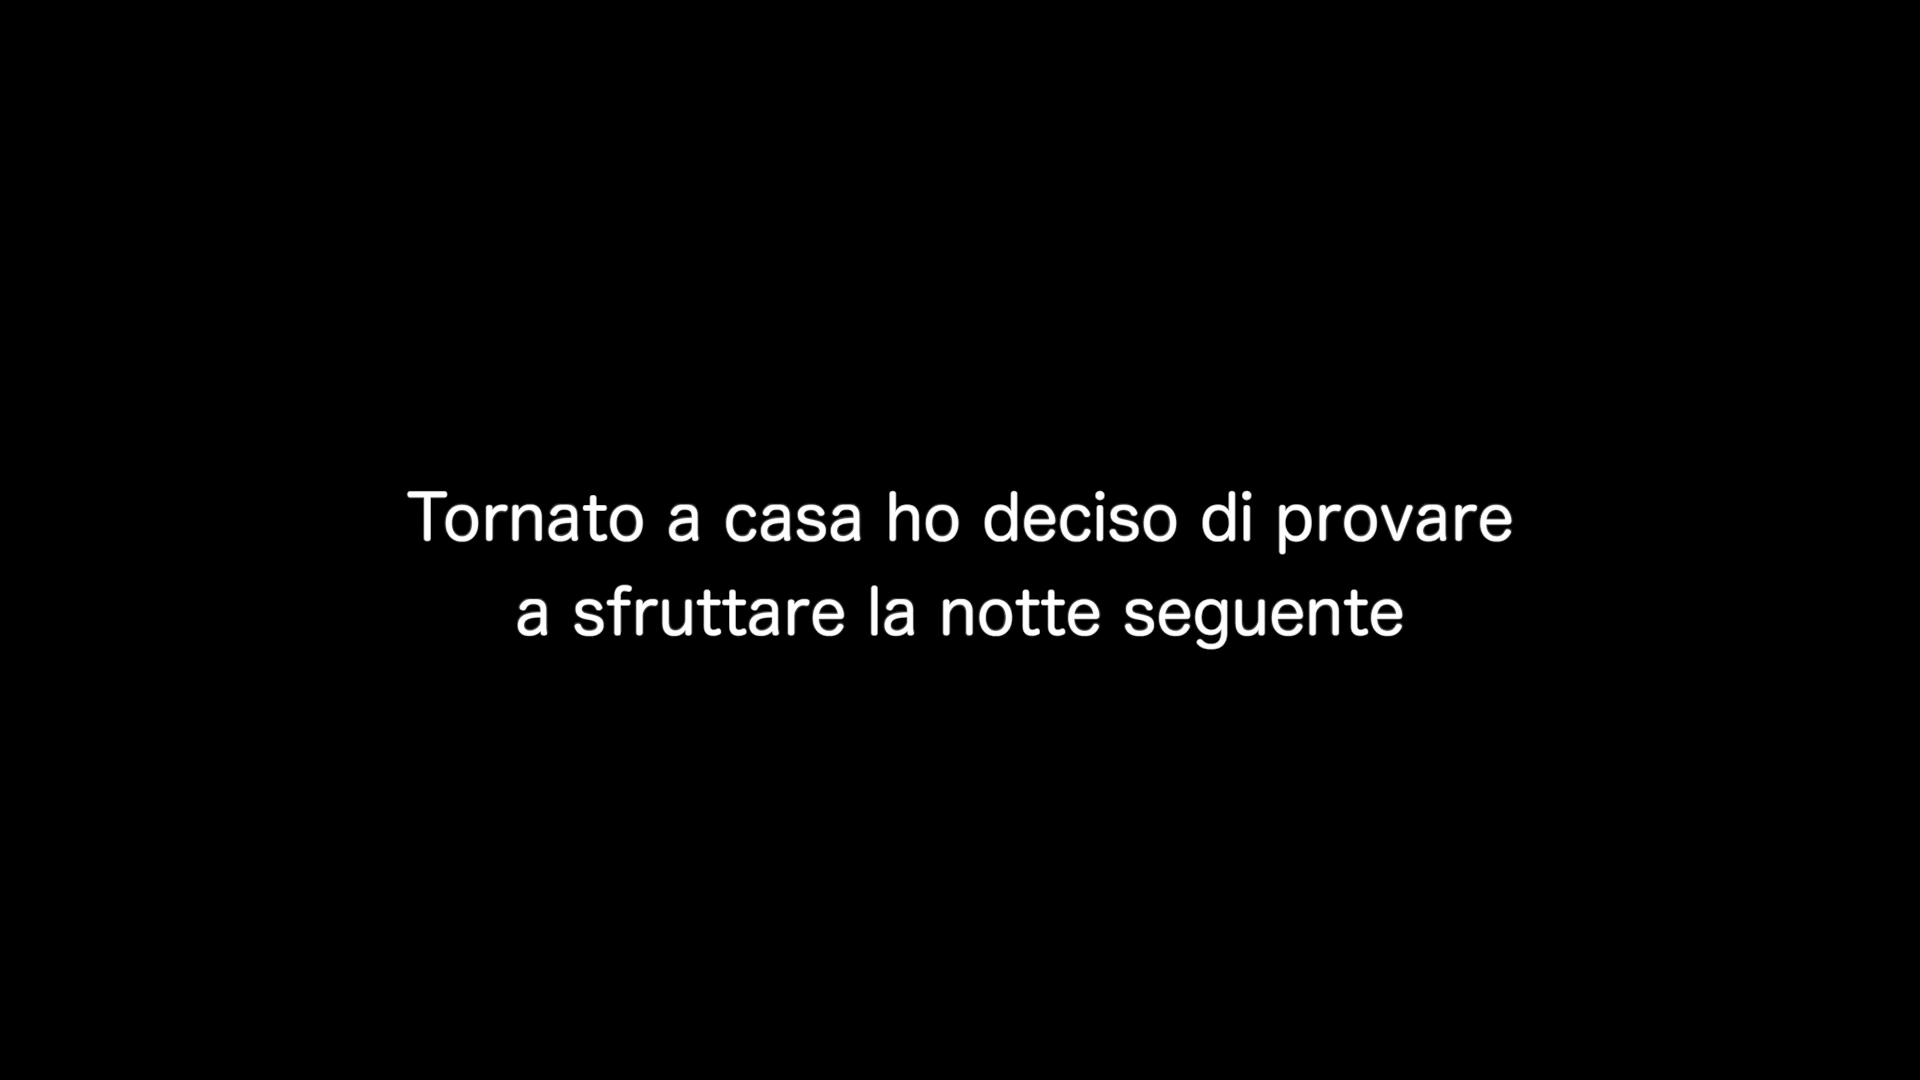 Tornato a casa ho deciso di provare
a sfruttare la notte seguente